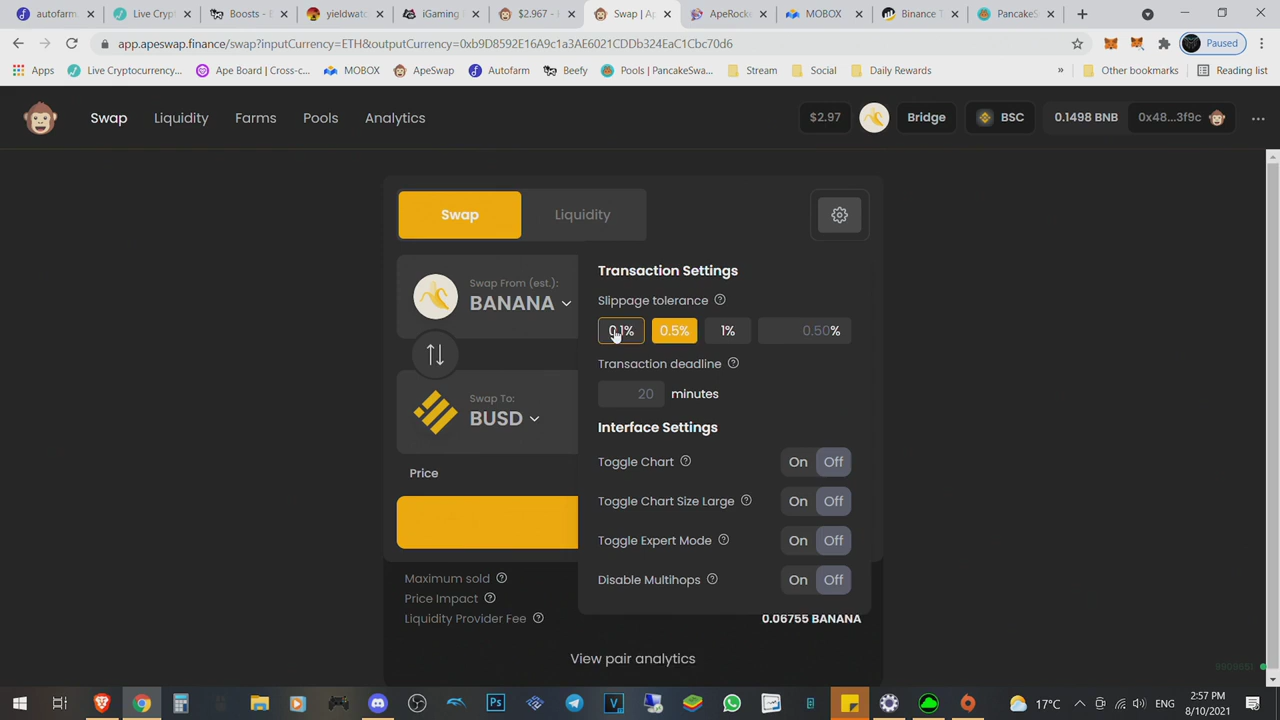 autofarm
Live Crypt
Boosts - B
yieldwatch
iGaming
$2.967 - i
Swap | Ap
ApeRock
MOBOX
Binance T
PancakeS
app.apeswap.finance/swap?inputCurrency=ETH&outputCurrency=0xb6053E16A9c1a3AE6021CDDb324EaC1Cbc70d6
Paused
Apps
Live Cryptocurrency...
Ape Board | Cross-c...
MOBOX
ApeSwap
Autofarm
Beefy
Pools | PancakeSwa...
Stream
Social
Daily Rewards
»
Other bookmarks
Reading list
Swap
Liquidity
Farms
Pools
Analytics
$2.97
Bridge
BSC
0.1498 BNB
0x48...3f9c
Swap
Liquidity
Swap From (est.):
BANANA
Swap To:
BUSD
Price
Transaction Settings
Slippage tolerance
0.1%
0.5%
1%
0.50%
Transaction deadline
20 minutes
Interface Settings
Toggle Chart
On Off
Toggle Chart Size Large
On Off
Toggle Expert Mode
On Off
Disable Multihops
On Off
Maximum sold
Price Impact
Liquidity Provider Fee
0.06755 BANANA
View pair analytics
17°C
ENG
2:57 PM
8/10/2021